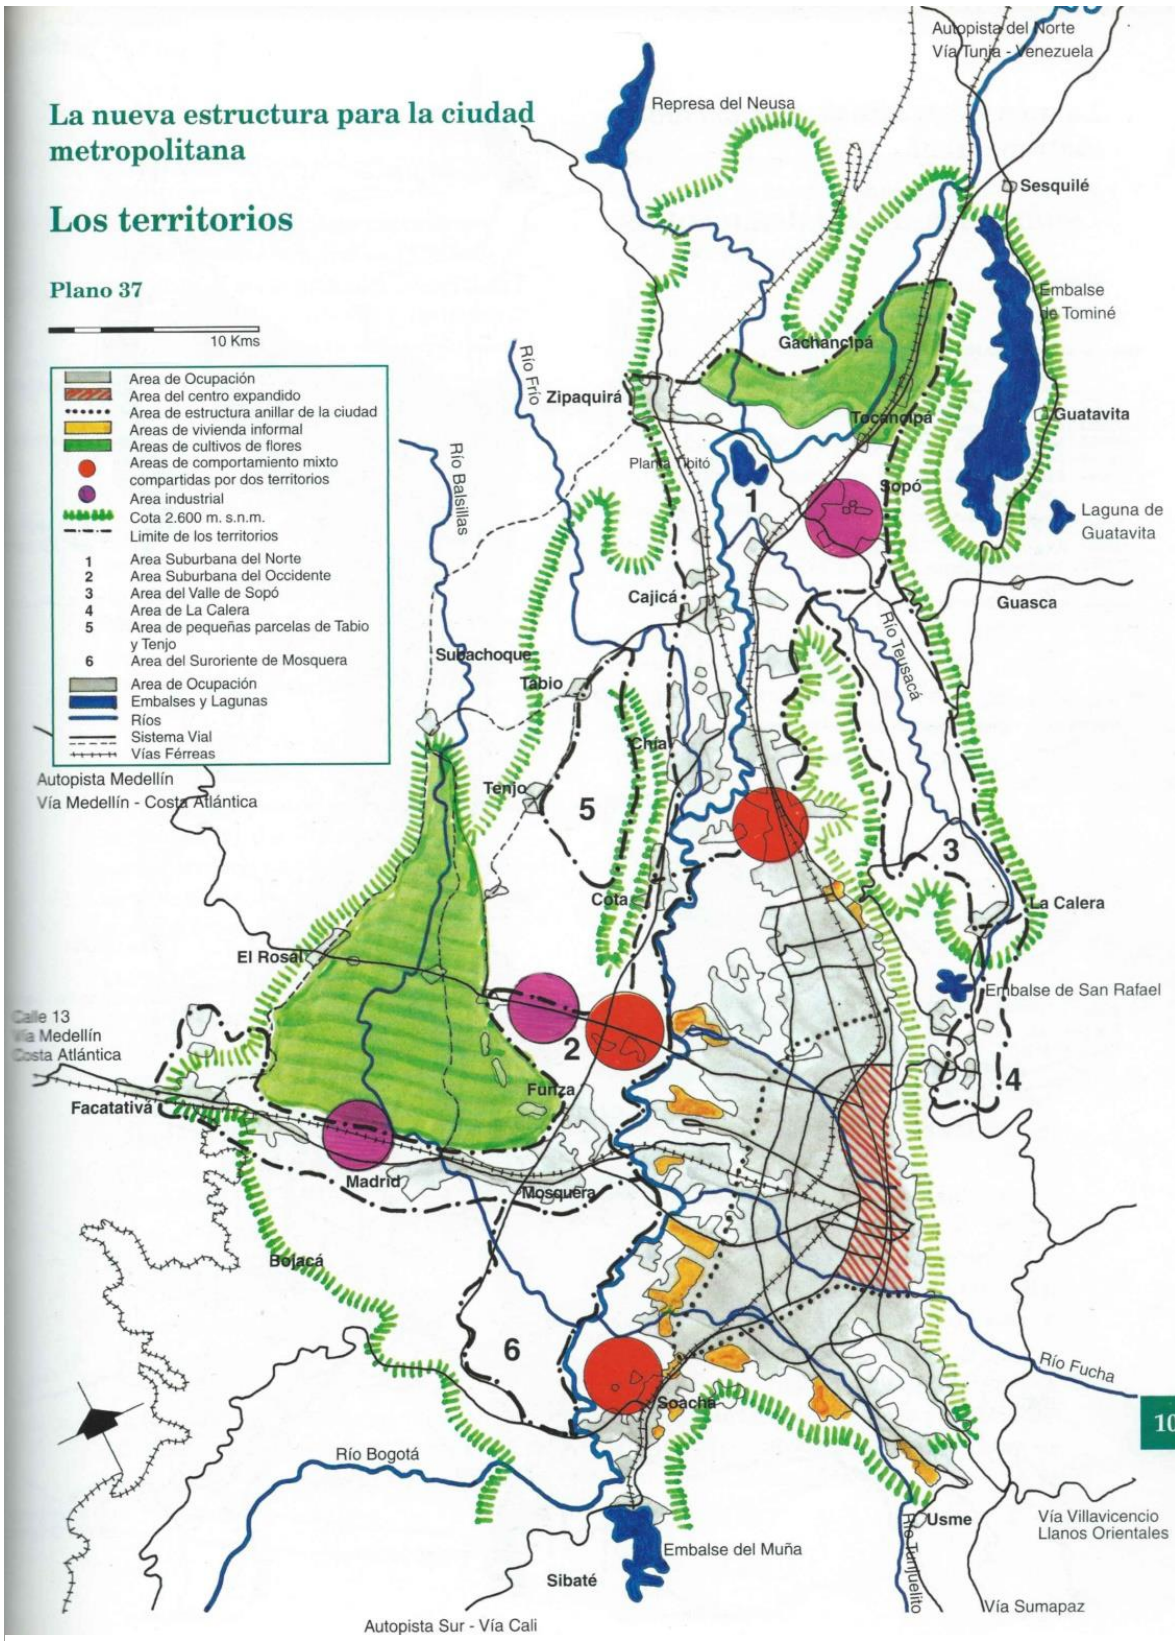 La nueva estructura para la ciudad
metropolitana
Los territorios
Plano 37
10 Kms
Area de Ocupación
Area del centro expandido
Area de estructura anillar de la ciudad
Areas de vivienda informal
Areas de cultivos de flores
Areas de comportamiento mixto
compartidas por dos territorios
Area industrial
Cota 2.600 m. s.n.m.
Limite de los territorios
1 Area Suburbana del Norte
2 Area Suburbana del Occidente
3 Area del Valle de Sopó
4 Area de La Calera
5 Area de pequeñas parcelas de Tabio
y Tenjo
6 Area del Suroriente de Mosquera
Area de Ocupación
Embalses y Lagunas
Ríos
Sistema Vial
Vías Férreas
Autopista del Norte
Vía Tunja - Venezuela
Represa del Neusa
Sesquilé
Embalse
de Tominé
Gachancipá
Río Frío
Zipaquirá
Tocancipá
Guatavita
Río Balsillas
Planta Tibitó
Sopó
1
Laguna de
Guatavita
Cajicá
Guasca
Río Teusacá
Subachoque
Tabio
Chía
Autopista Medellín
Vía Medellín - Costa Atlántica
Tenjo
5
3
Cota
La Calera
El Rosal
Embalse de San Rafael
Calle 13
Vía Medellín
Costa Atlántica
2
4
Funza
Facatativá
Madrid
Mosquera
Bojacá
6
Río Fucha
Soacha
10
Río Bogotá
Usme
Vía Villavicencio
Llanos Orientales
Embalse del Muña
Río Tunjuelito
Sibaté
Vía Sumapaz
Autopista Sur - Vía Cali